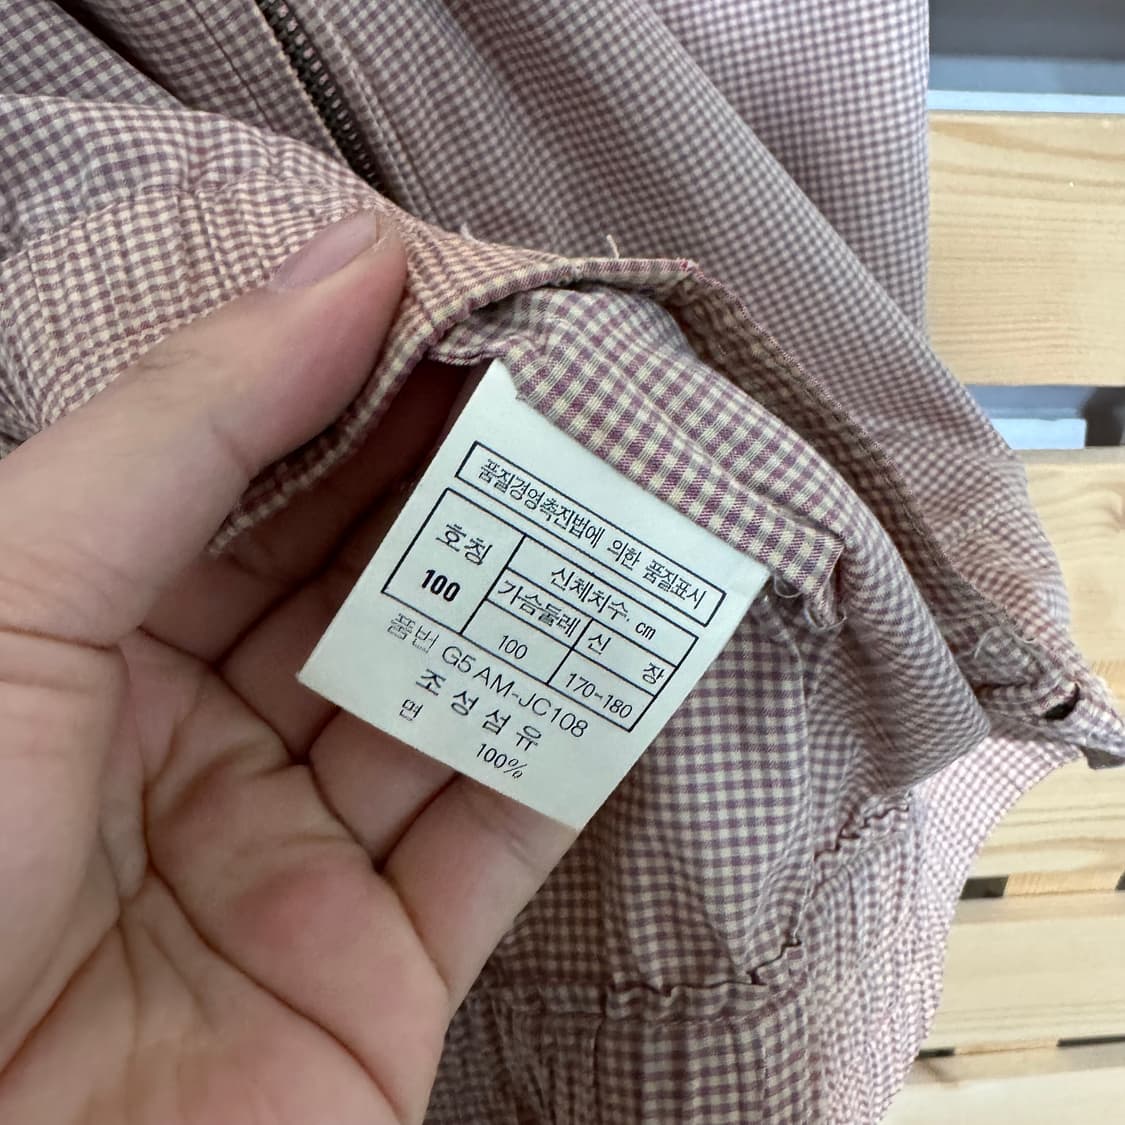 품질경영촉진법에 의한 품질표시
호칭 신체치수. cm
100 가슴둘레 신 장
100 170-180
품번 G5 AM-JC108
조 성 섬 유
면 100%